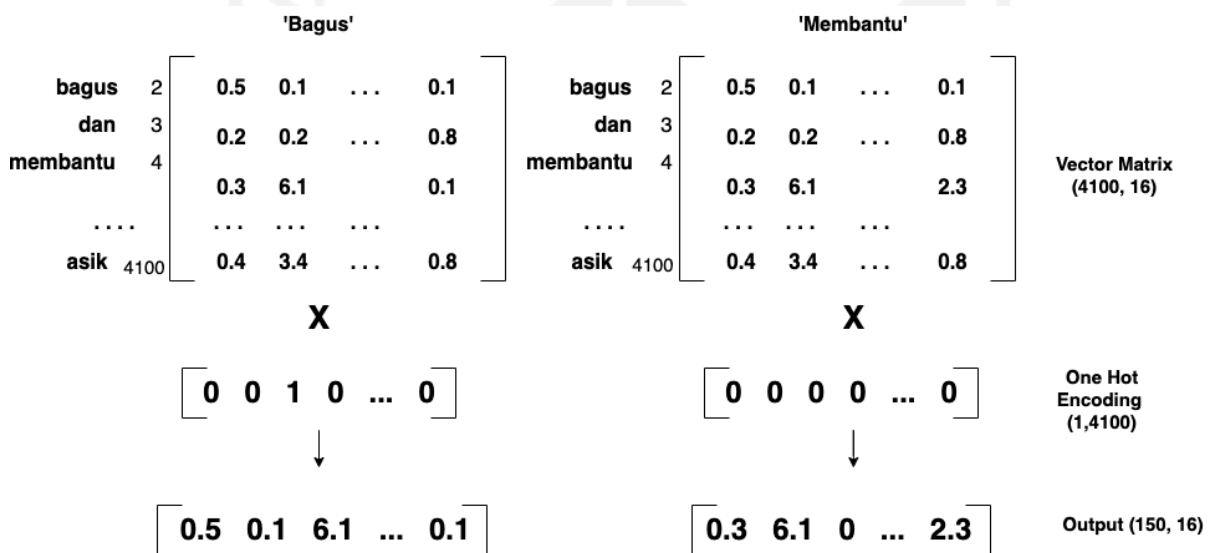 'Bagus' 'Membantu'
bagus 2 0.5 0.1 ... 0.1 bagus 2 0.5 0.1 ... 0.1
dan 3 0.2 0.2 ... 0.8 dan 3 0.2 0.2 ... 0.8
membantu 4 0.3 6.1 0.1 membantu 4 0.3 6.1 2.3
.... ... ... ... .... ... ... ...
asik 4100 0.4 3.4 ... 0.8 asik 4100 0.4 3.4 ... 0.8
Vector Matrix
(4100, 16)
X X
0 0 1 0 ... 0 0 0 0 0 ... 0
One Hot
Encoding
(1,4100)
0.5 0.1 6.1 ... 0.1 0.3 6.1 0 ... 2.3 Output (150, 16)